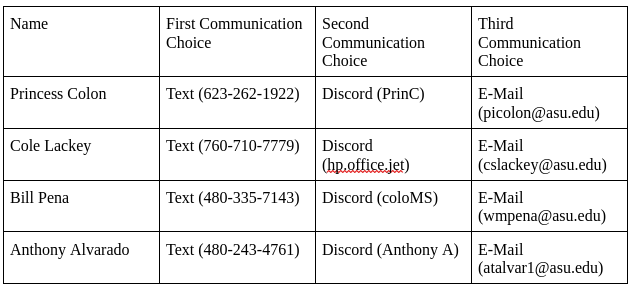 Name First Communication Choice Second Communication Choice Third Communication Choice
Princess Colon Text (623-262-1922) Discord (PrinC) E-Mail (picolon@asu.edu)
Cole Lackey Text (760-710-7779) Discord (hp.office.jet) E-Mail (cslackey@asu.edu)
Bill Pena Text (480-335-7143) Discord (coloMS) E-Mail (wmpena@asu.edu)
Anthony Alvarado Text (480-243-4761) Discord (Anthony A) E-Mail (atalvar1@asu.edu)